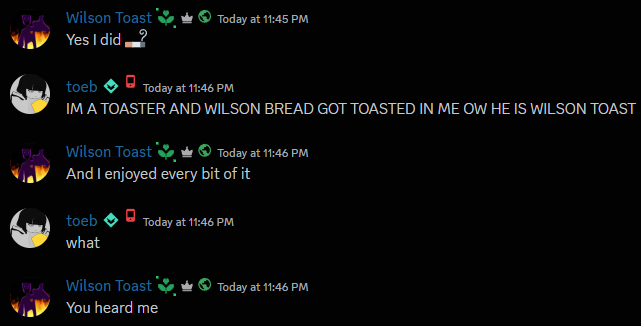 Wilson Toast Today at 11:45 PM
Yes I did
toeb Today at 11:46 PM
IM A TOASTER AND WILSON BREAD GOT TOASTED IN ME OW HE IS WILSON TOAST
Wilson Toast Today at 11:46 PM
And I enjoyed every bit of it
toeb Today at 11:46 PM
what
Wilson Toast Today at 11:46 PM
You heard me